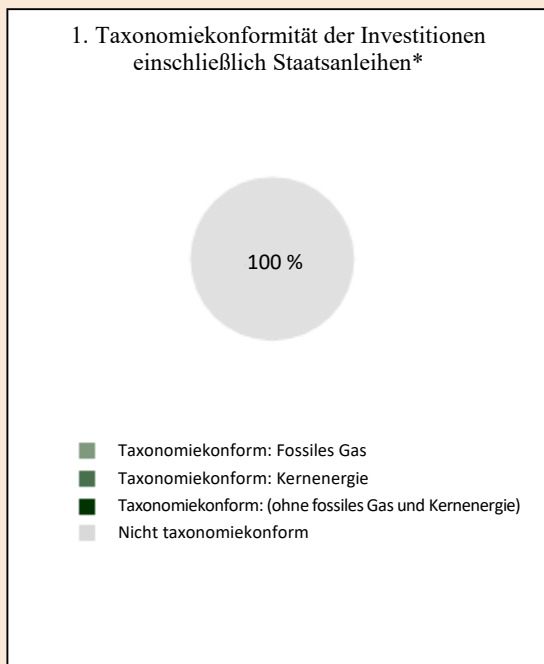 1. Taxonomiekonformität der Investitionen
einschließlich Staatsanleihen*
100 %
Taxonomiekonform: Fossiles Gas
Taxonomiekonform: Kernenergie
Taxonomiekonform: (ohne fossiles Gas und Kernenergie)
Nicht taxonomiekonform